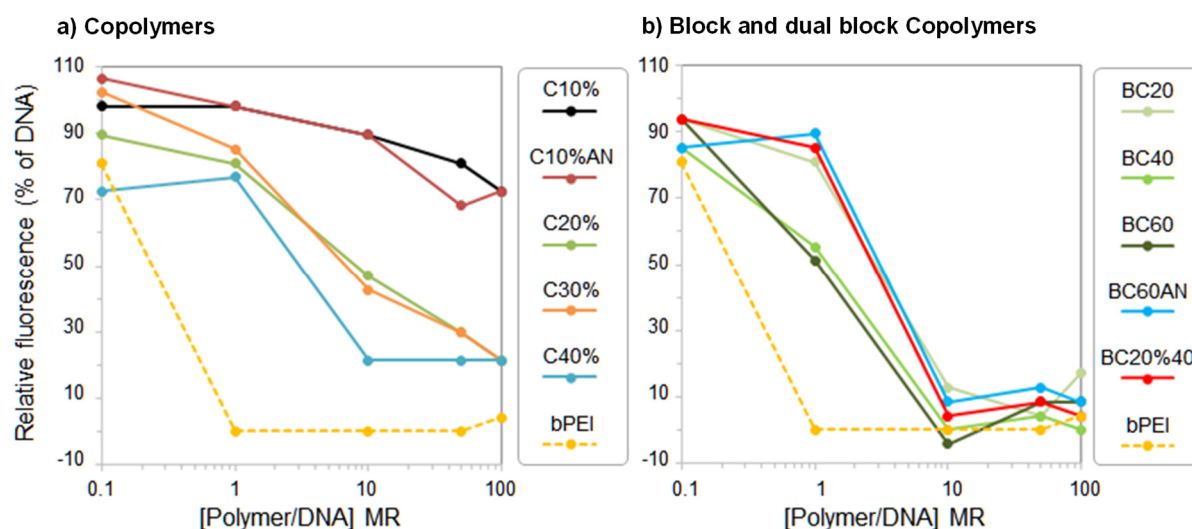 a) Copolymers
Relative fluorescence (% of DNA)
110
90
70
50
30
10
-10
0.1
1
10
100
[Polymer/DNA] MR
C10%
C10%AN
C20%
C30%
C40%
bPEI
b) Block and dual block Copolymers
110
90
70
50
30
10
-10
0.1
1
10
100
[Polymer/DNA] MR
BC20
BC40
BC60
BC60AN
BC20%40
bPEI